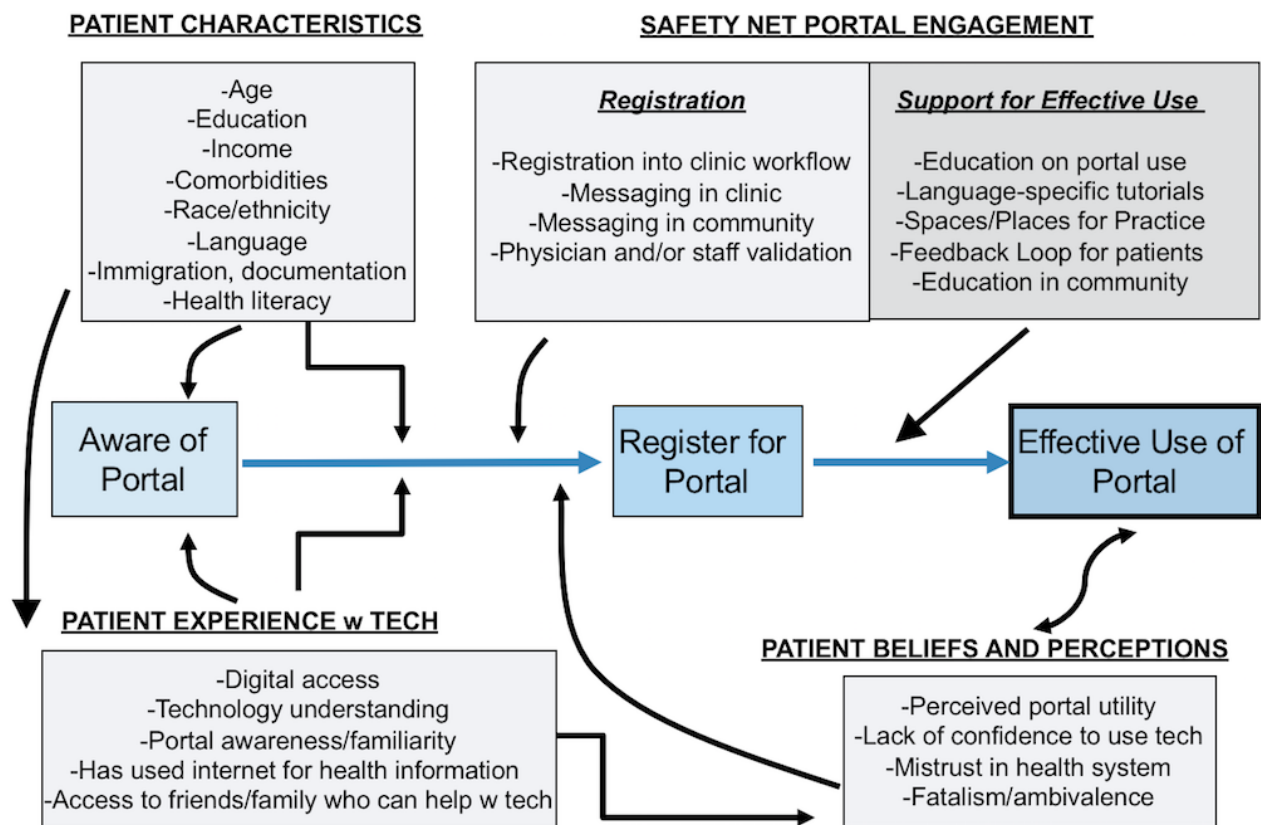 PATIENT CHARACTERISTICS
-Age
-Education
-Income
-Comorbidities
-Race/ethnicity
-Language
-Immigration, documentation
-Health literacy
SAFETY NET PORTAL ENGAGEMENT
Registration
-Registration into clinic workflow
-Messaging in clinic
-Messaging in community
-Physician and/or staff validation
Support for Effective Use
-Education on portal use
-Language-specific tutorials
-Spaces/Places for Practice
-Feedback Loop for patients
-Education in community
Aware of
Portal
Register for
Portal
Effective Use of
Portal
PATIENT EXPERIENCE w TECH
-Digital access
-Technology understanding
-Portal awareness/familiarity
-Has used internet for health information
-Access to friends/family who can help w tech
PATIENT BELIEFS AND PERCEPTIONS
-Perceived portal utility
-Lack of confidence to use tech
-Mistrust in health system
-Fatalism/ambivalence